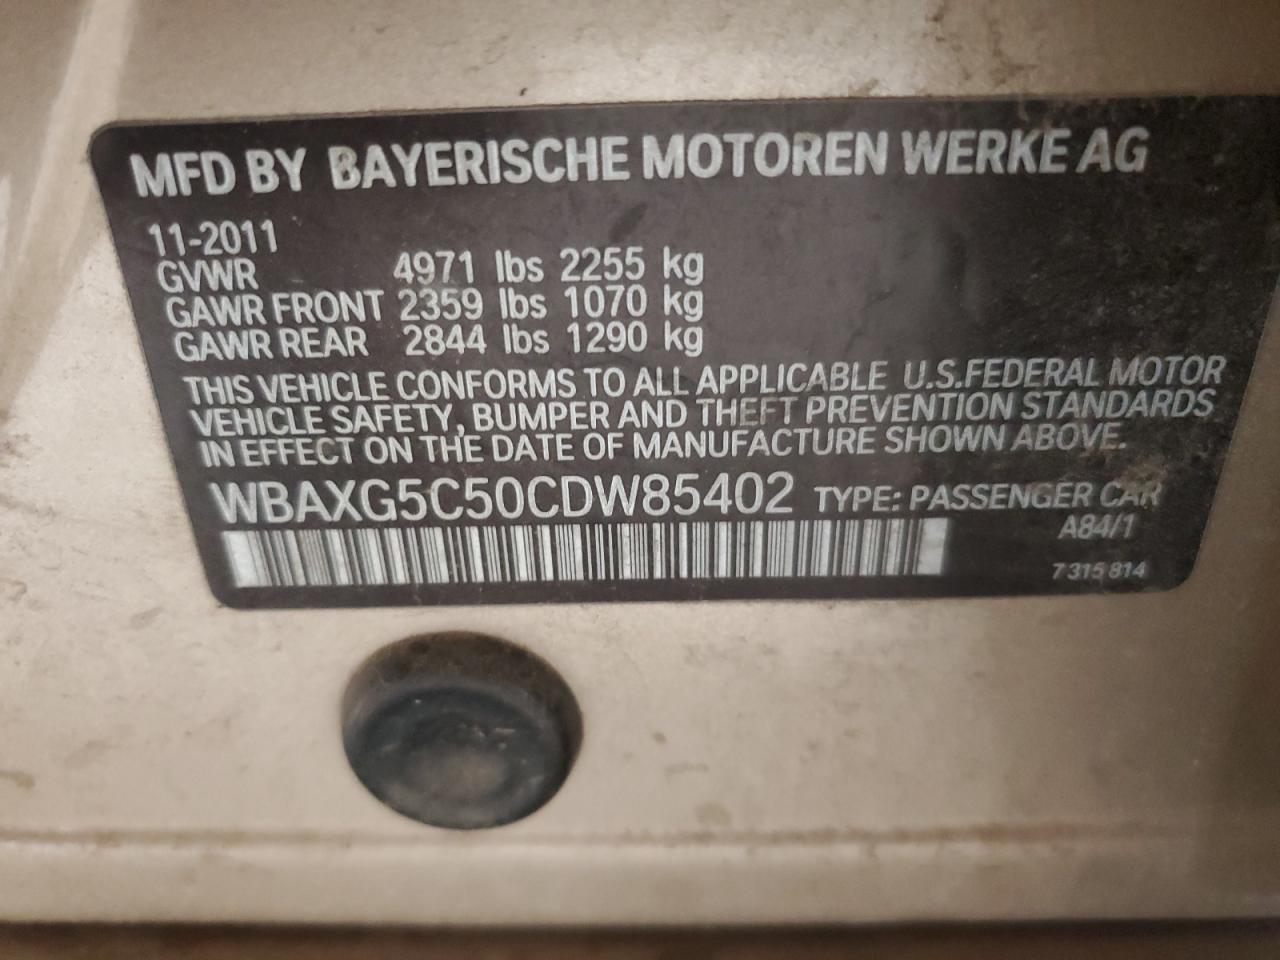 MFD BY BAYERISCHE MOTOREN WERKE AG
11-2011
GVWR 4971 lbs 2255 kg
GAWR FRONT 2359 lbs 1070 kg
GAWR REAR 2844 lbs 1290 kg
THIS VEHICLE CONFORMS TO ALL APPLICABLE U.S.FEDERAL MOTOR
VEHICLE SAFETY, BUMPER AND THEFT PREVENTION STANDARDS
IN EFFECT ON THE DATE OF MANUFACTURE SHOWN ABOVE.
WBAXG5C50CDW85402 TYPE: PASSENGER CAR
A84/1
7 315 814